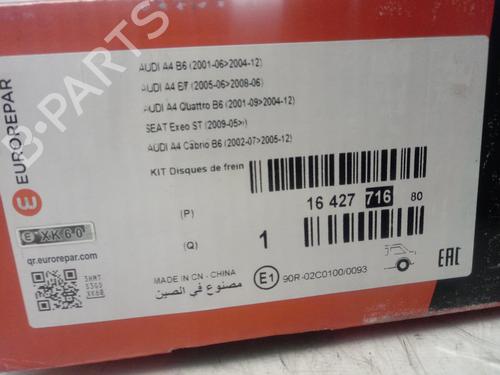 EUROREPAR
AUDI A4 B6 (2001-06>2004-12)
AUDI A4 B7 (2005-06>2008-06)
AUDI A4 Quattro B6 (2001-09>2004-12)
SEAT Exeo ST (2009-05>)
AUDI A4 Cabrio B6 (2002-07>2005-12)
KIT Disques de frein
(P)
16 427 716 80
(Q)
1
XK60
qr.eurorepar.com
MADE IN CN - CHINA
مصنوع في الصين
E1 90R-02C0100/0093
EAC